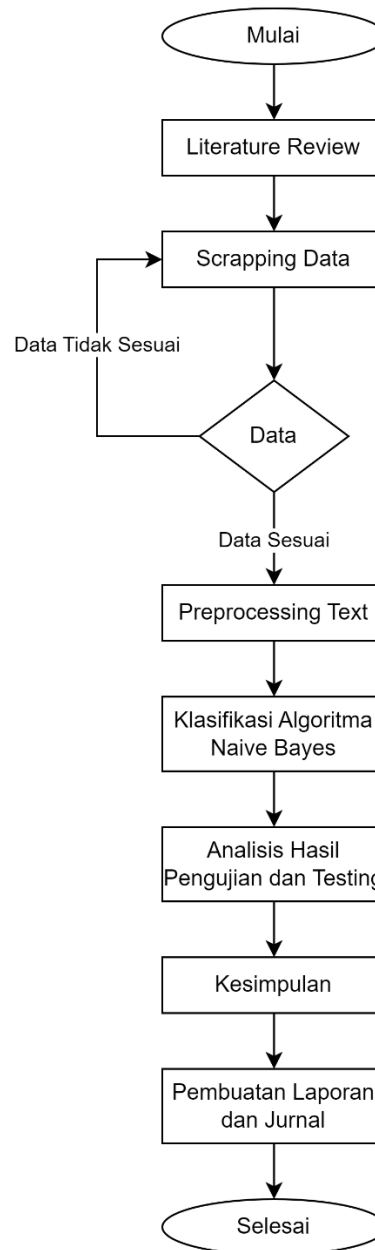 Mulai
Literature Review
Scrapping Data
Data Tidak Sesuai
Data
Data Sesuai
Preprocessing Text
Klasifikasi Algoritma
Naive Bayes
Analisis Hasil
Pengujian dan Testing
Kesimpulan
Pembuatan Laporan
dan Jurnal
Selesai